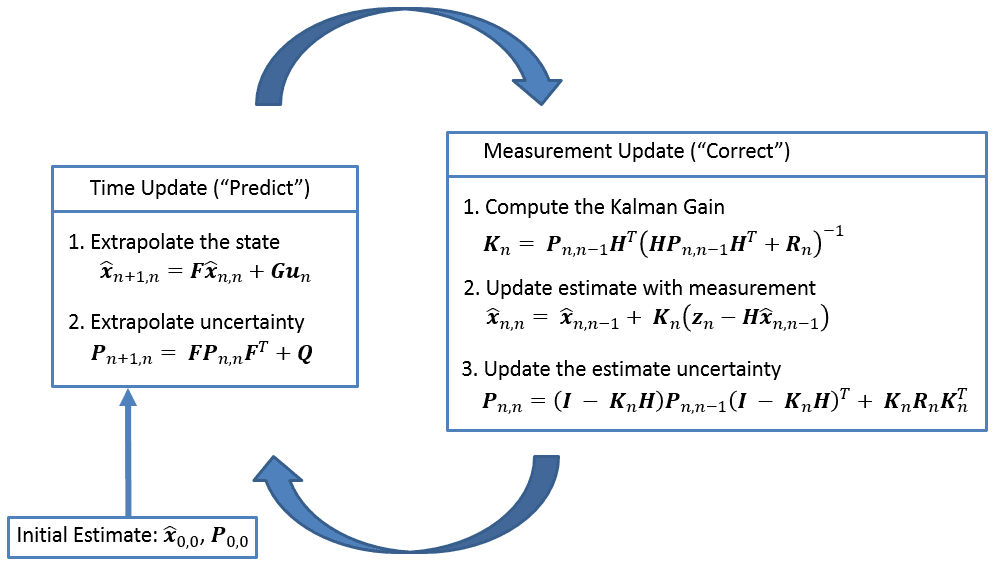 Time Update (“Predict”)
1. Extrapolate the state
x̂ₙ₊₁,ₙ = Fx̂ₙ,ₙ + Guₙ
2. Extrapolate uncertainty
Pₙ₊₁,ₙ = FPₙ,ₙFᵀ + Q
Initial Estimate: x̂₀,₀, P₀,₀
Measurement Update (“Correct”)
1. Compute the Kalman Gain
Kₙ = Pₙ,ₙ₋₁Hᵀ(HPₙ,ₙ₋₁Hᵀ + Rₙ)⁻¹
2. Update estimate with measurement
x̂ₙ,ₙ = x̂ₙ,ₙ₋₁ + Kₙ(zₙ − Hx̂ₙ,ₙ₋₁)
3. Update the estimate uncertainty
Pₙ,ₙ = (I − KₙH)Pₙ,ₙ₋₁(I − KₙH)ᵀ + KₙRₙKₙᵀ